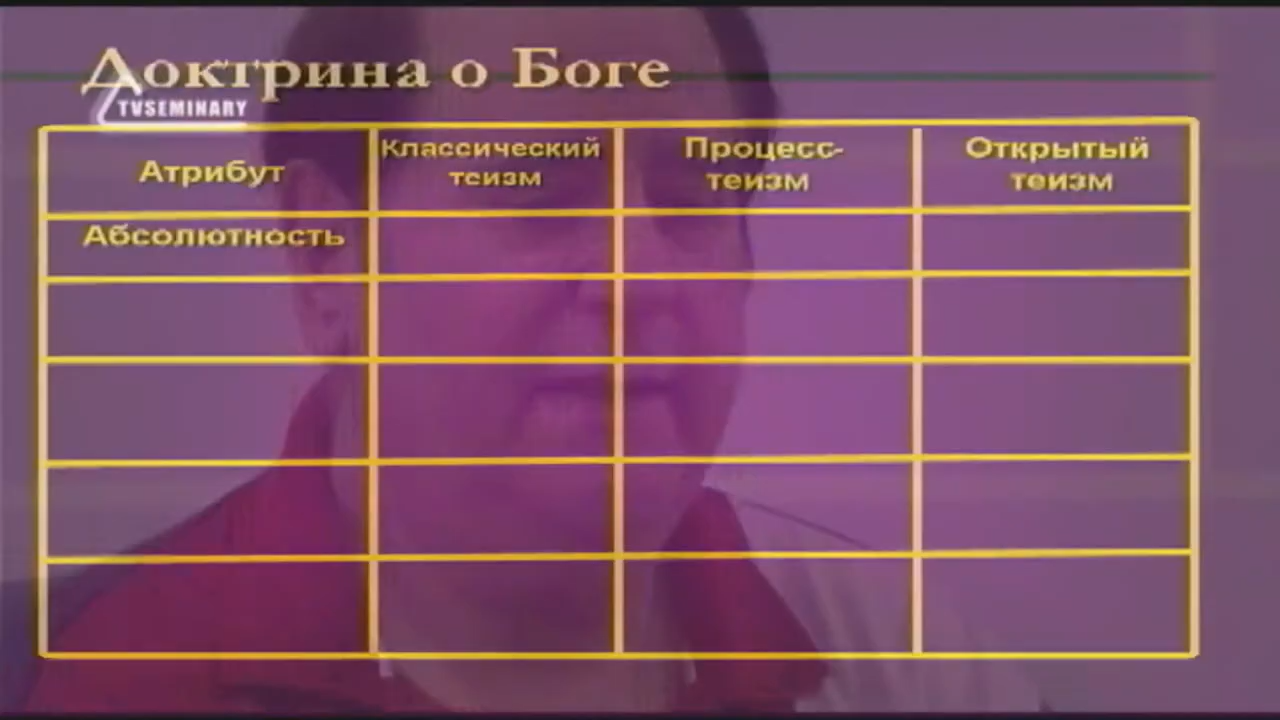 Доктрина о Боге
TVSEMINARY
Атрибут
Классический
теизм
Процесс-
теизм
Открытый
теизм
Абсолютность